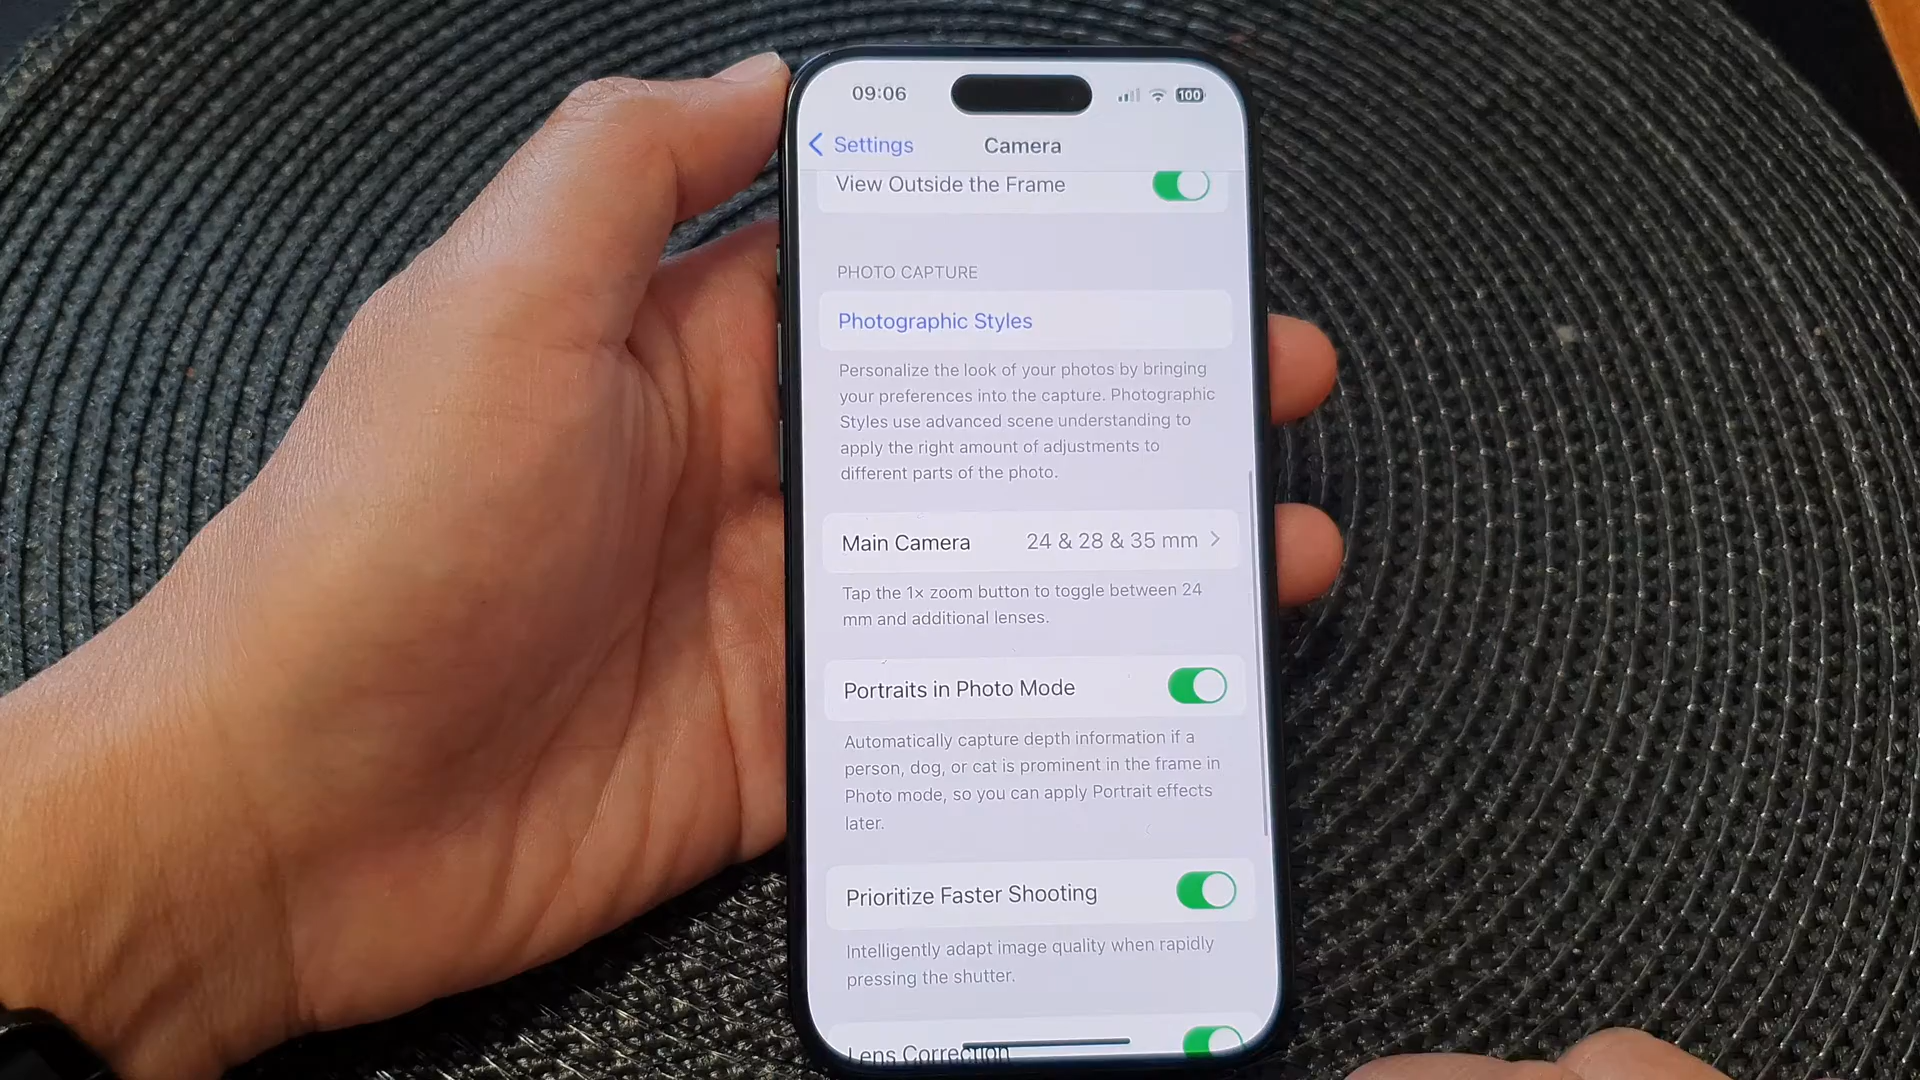 09:06
100
Settings
Camera
View Outside the Frame
PHOTO CAPTURE
Photographic Styles
Personalize the look of your photos by bringing
your preferences into the capture. Photographic
Styles use advanced scene understanding to
apply the right amount of adjustments to
different parts of the photo.
Main Camera 24 & 28 & 35 mm
Tap the 1× zoom button to toggle between 24
mm and additional lenses.
Portraits in Photo Mode
Automatically capture depth information if a
person, dog, or cat is prominent in the frame in
Photo mode, so you can apply Portrait effects
later.
Prioritize Faster Shooting
Intelligently adapt image quality when rapidly
pressing the shutter.
Lens Correction